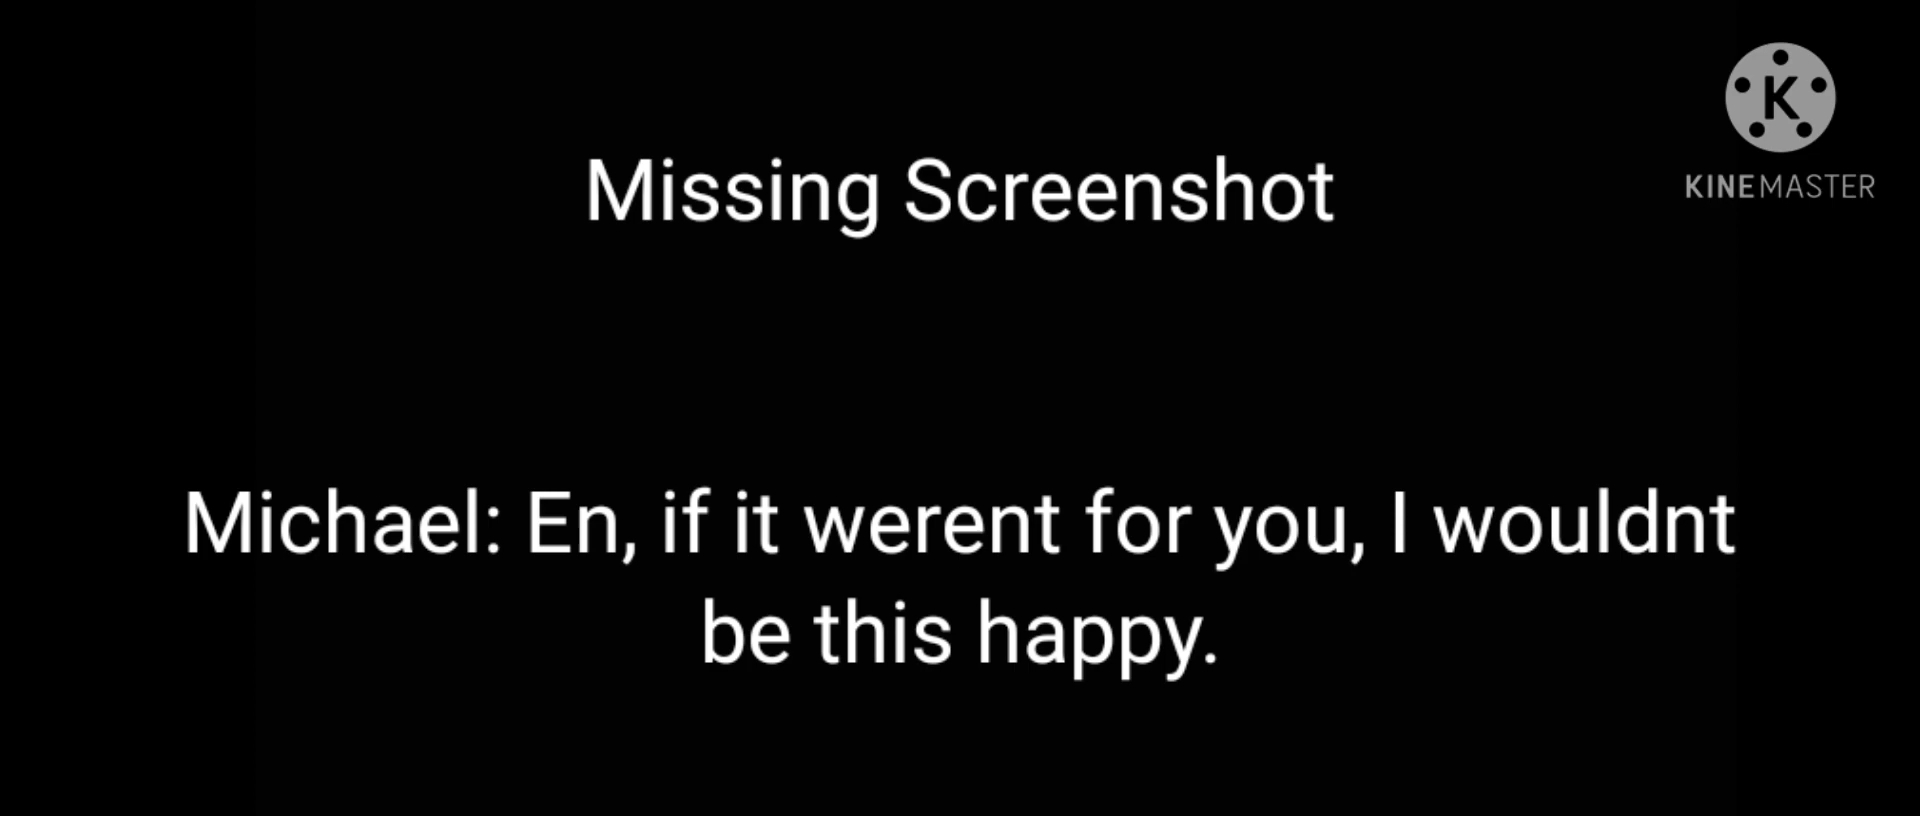 K
KINEMASTER
Missing Screenshot
Michael: En, if it werent for you, I wouldnt
be this happy.